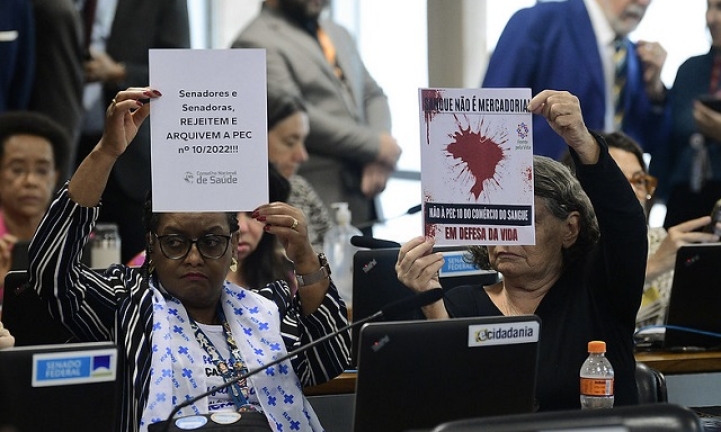 Senadores e
Senadoras,
REJEITEM E
ARQUIVEM A PEC
nº 10/2022!!!
Conselho Nacional
de Saúde
SANGUE NÃO É MERCADORIA!
NÃO A PEC 10 DO COMÉRCIO DO SANGUE
EM DEFESA DA VIDA
SENADO
FEDERAL
SENADO FEDERAL
cidadania